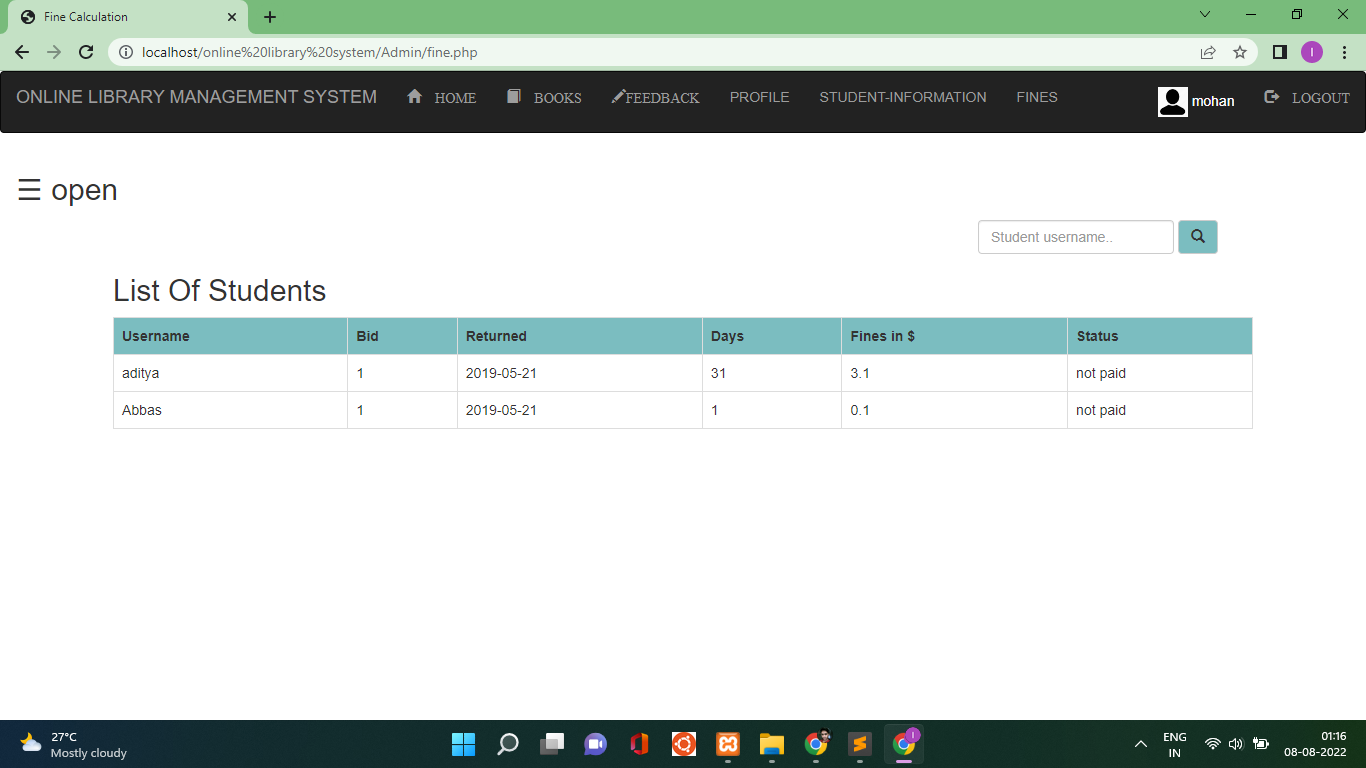 Fine Calculation
localhost/online%20library%20system/Admin/fine.php
I
ONLINE LIBRARY MANAGEMENT SYSTEM HOME BOOKS FEEDBACK PROFILE STUDENT-INFORMATION FINES mohan LOGOUT
☰ open
Student username..
List Of Students
Username Bid Returned Days Fines in $ Status
aditya 1 2019-05-21 31 3.1 not paid
Abbas 1 2019-05-21 1 0.1 not paid
27°C
Mostly cloudy
ENG
IN
01:16
08-08-2022